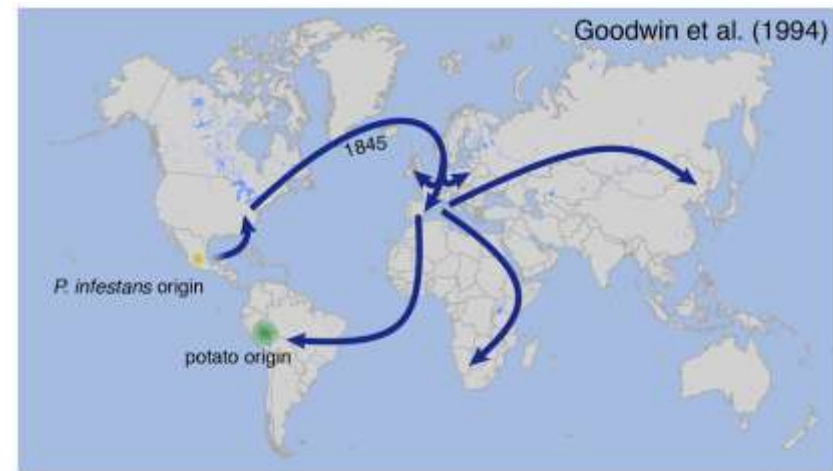 Goodwin et al. (1994)
1845
P. infestans origin
potato origin